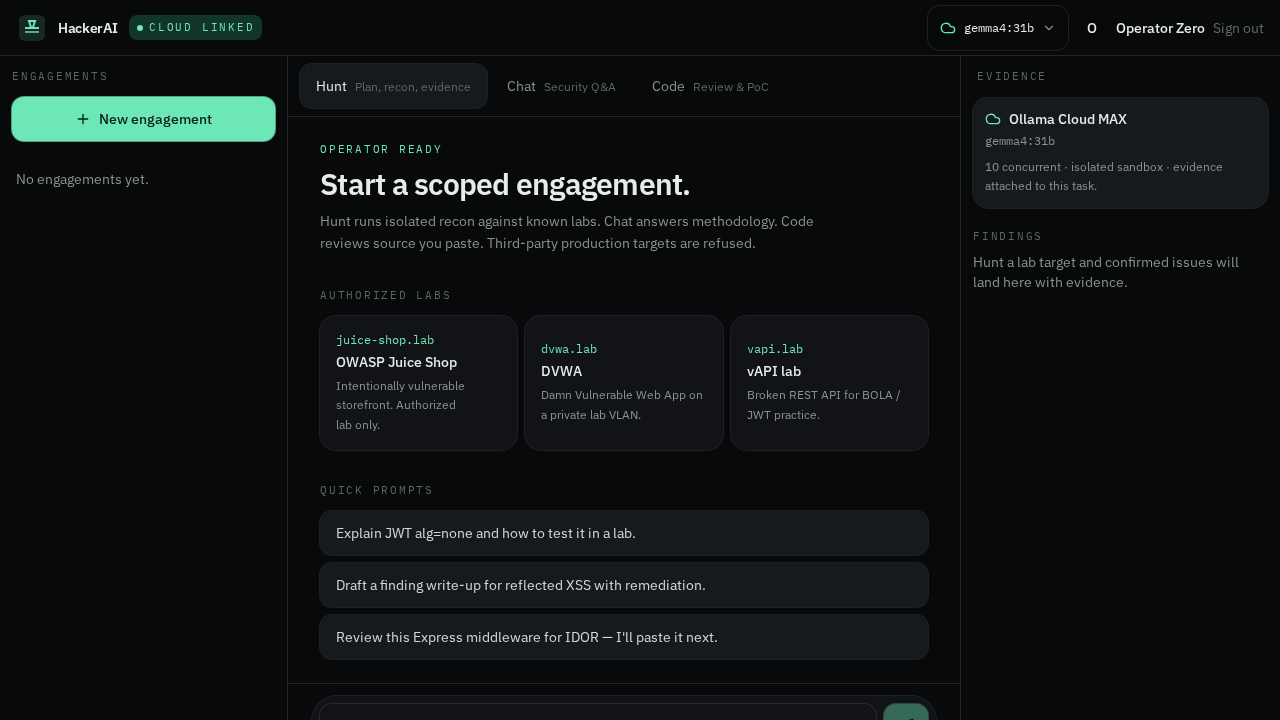 HackerAI
CLOUD LINKED
gemma4:31b
O
Operator Zero
Sign out
ENGAGEMENTS
New engagement
No engagements yet.
Hunt Plan, recon, evidence
Chat Security Q&A
Code Review & PoC
OPERATOR READY
Start a scoped engagement.
Hunt runs isolated recon against known labs. Chat answers methodology. Code
reviews source you paste. Third-party production targets are refused.
AUTHORIZED LABS
juice-shop.lab
OWASP Juice Shop
Intentionally vulnerable
storefront. Authorized
lab only.
dvwa.lab
DVWA
Damn Vulnerable Web App on
a private lab VLAN.
vapi.lab
vAPI lab
Broken REST API for BOLA /
JWT practice.
QUICK PROMPTS
Explain JWT alg=none and how to test it in a lab.
Draft a finding write-up for reflected XSS with remediation.
Review this Express middleware for IDOR — I'll paste it next.
EVIDENCE
Ollama Cloud MAX
gemma4:31b
10 concurrent · isolated sandbox · evidence
attached to this task.
FINDINGS
Hunt a lab target and confirmed issues will
land here with evidence.